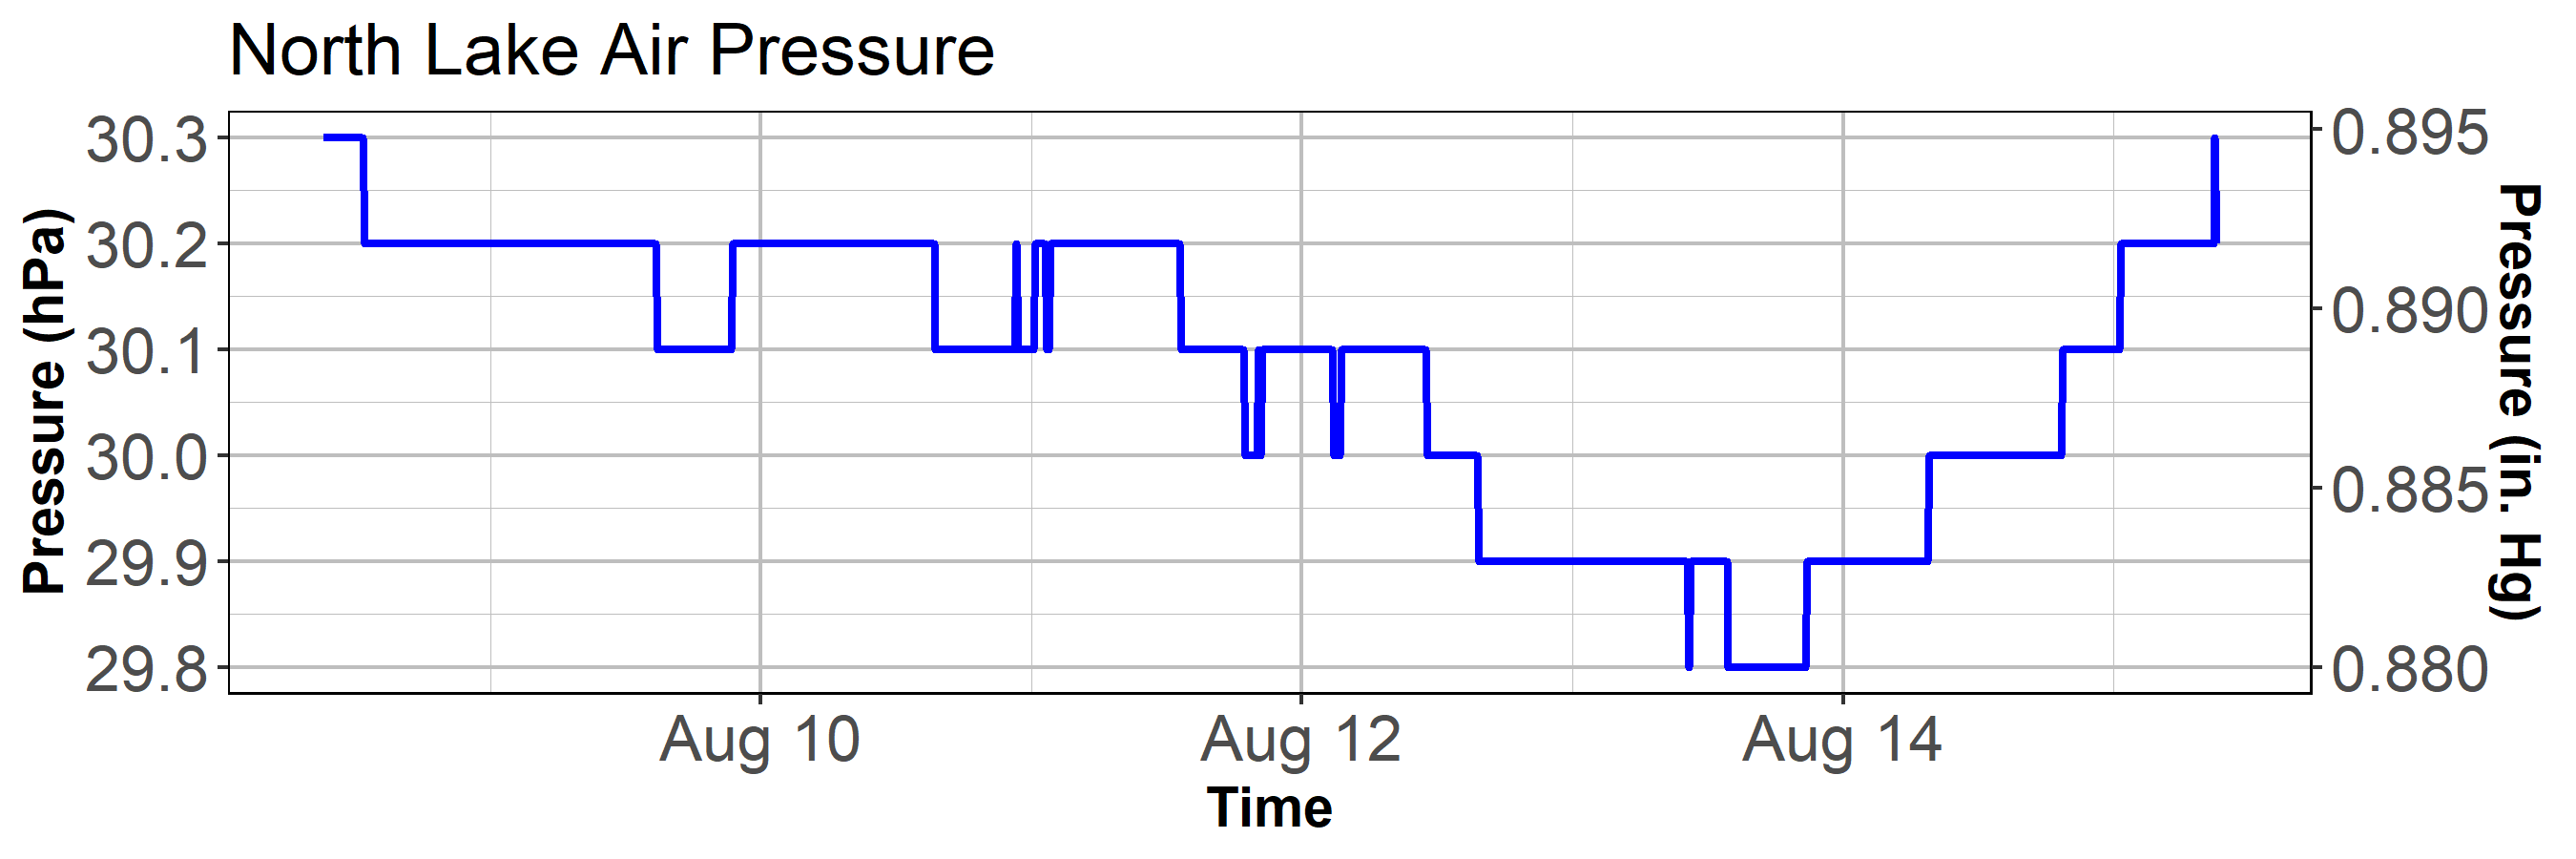 North Lake Air Pressure
Pressure (hPa)
30.3
30.2
30.1
30.0
29.9
29.8
0.895
0.890
0.885
0.880
Pressure (in. Hg)
Aug 10 Aug 12 Aug 14
Time